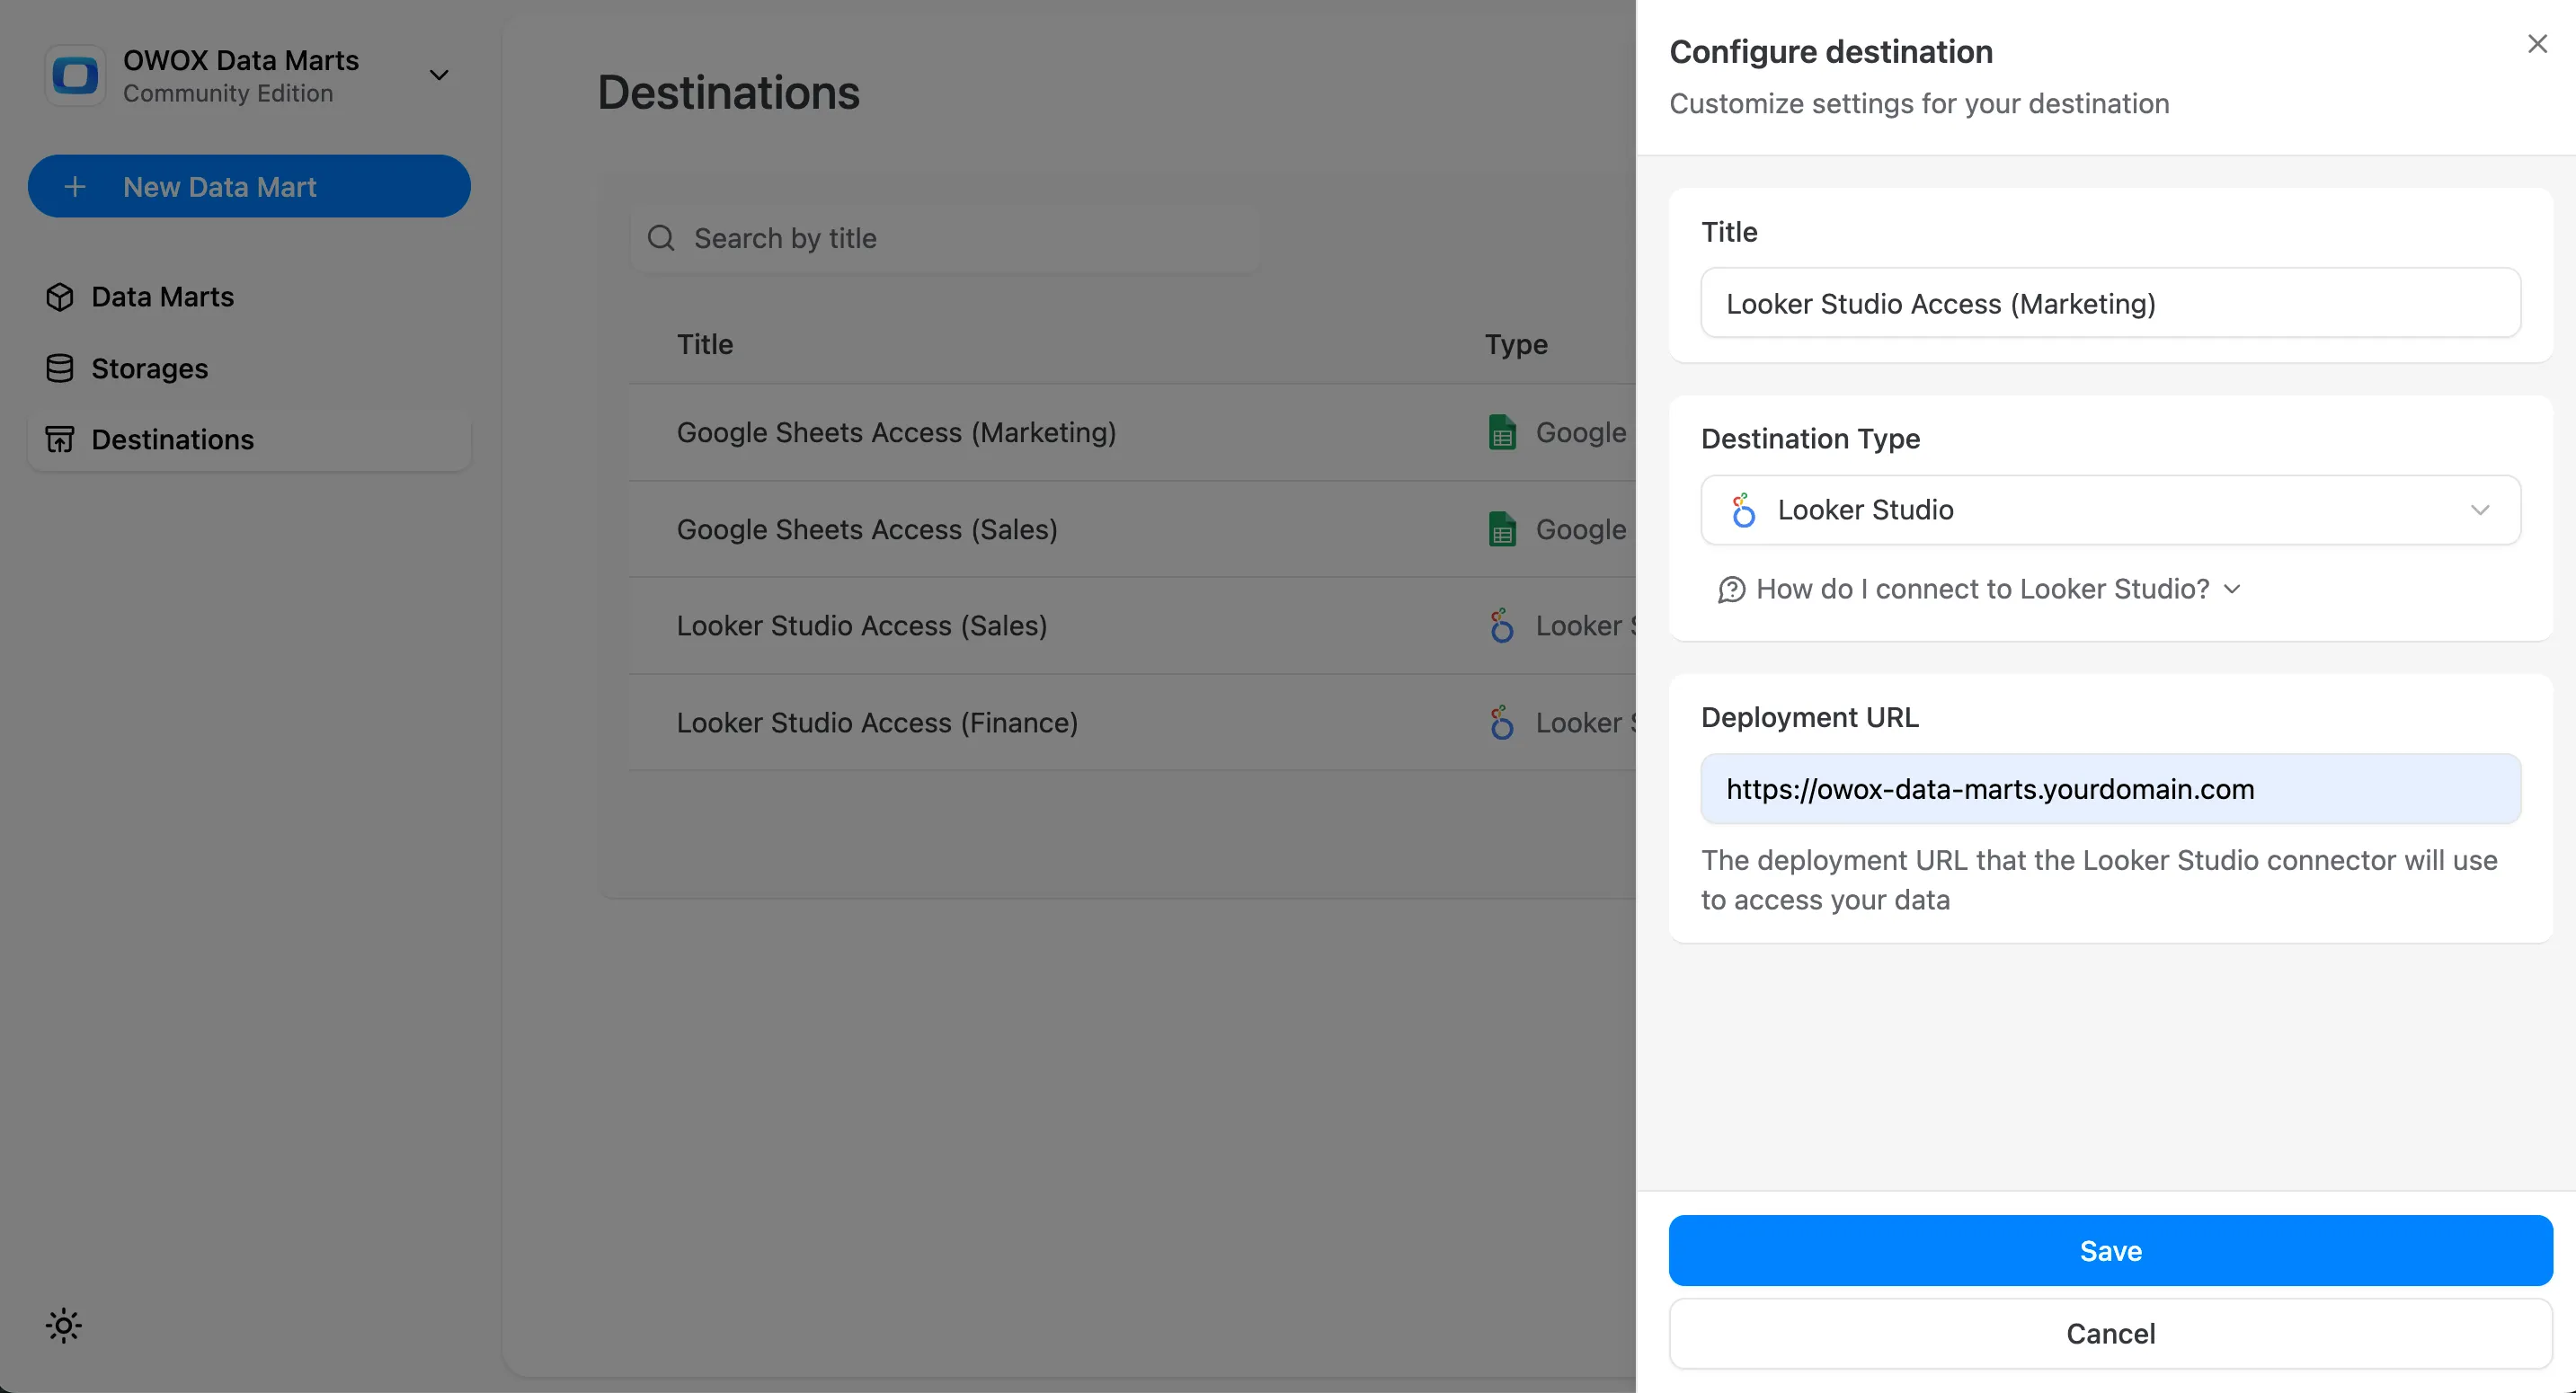 OWOX Data Marts
Community Edition
New Data Mart
Data Marts
Storages
Destinations
Destinations
Search by title
Title Type
Google Sheets Access (Marketing) Google
Google Sheets Access (Sales) Google
Looker Studio Access (Sales) Looker
Looker Studio Access (Finance) Looker
Configure destination
Customize settings for your destination
Title
Looker Studio Access (Marketing)
Destination Type
Looker Studio
How do I connect to Looker Studio?
Deployment URL
https://owox-data-marts.yourdomain.com
The deployment URL that the Looker Studio connector will use
to access your data
Save
Cancel